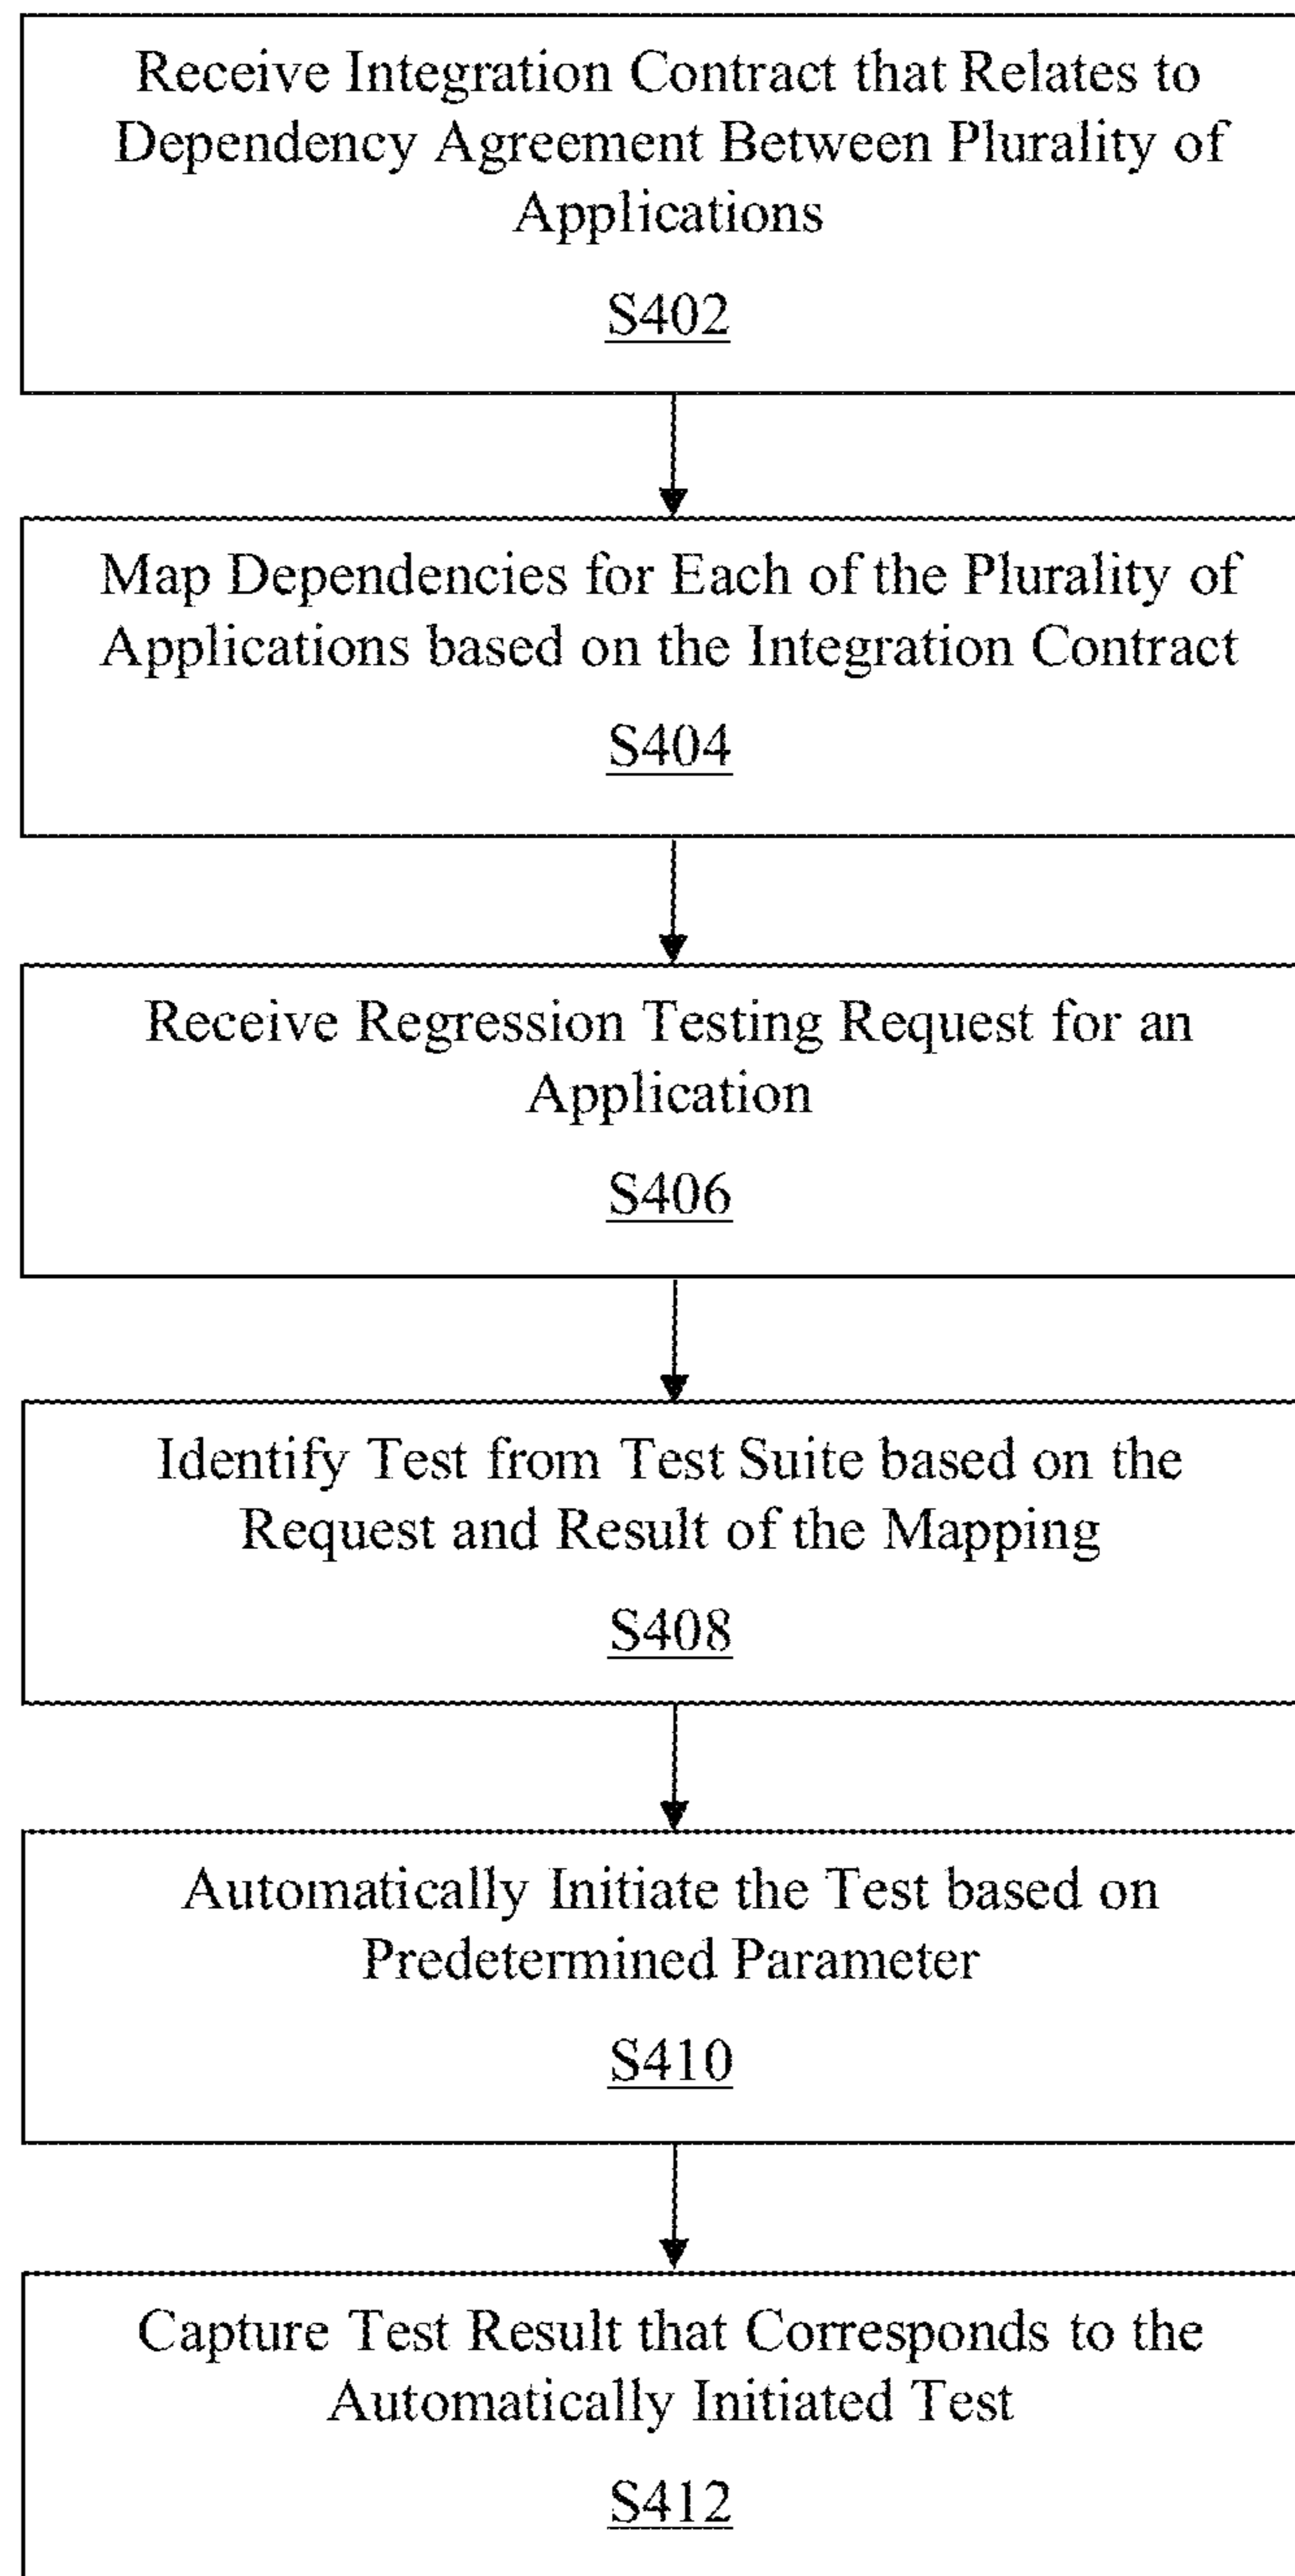 Receive Integration Contract that Relates to
Dependency Agreement Between Plurality of
Applications
S402
Map Dependencies for Each of the Plurality of
Applications based on the Integration Contract
S404
Receive Regression Testing Request for an
Application
S406
Identify Test from Test Suite based on the
Request and Result of the Mapping
S408
Automatically Initiate the Test based on
Predetermined Parameter
S410
Capture Test Result that Corresponds to the
Automatically Initiated Test
S412